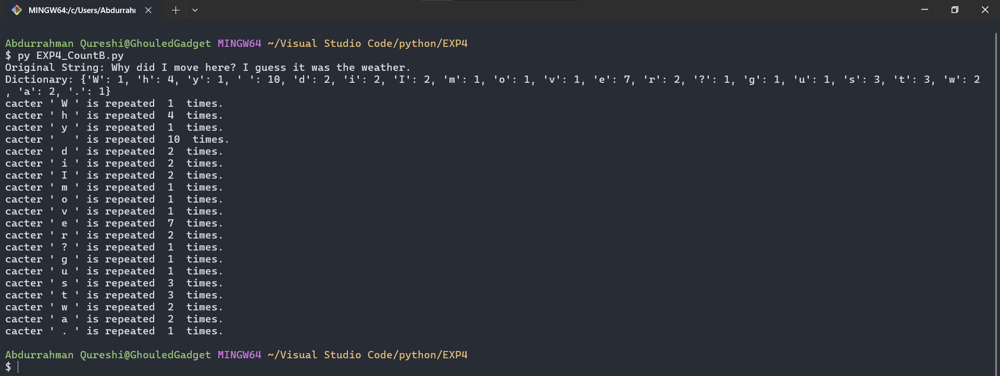 MINGW64:/c/Users/Abdurrahı
Abdurrahman Qureshi@GhouledGadget MINGW64 ~/Visual Studio Code/python/EXP4
$ py EXP4_CountB.py
Original String: Why did I move here? I guess it was the weather.
Dictionary: {'W': 1, 'h': 4, 'y': 1, ' ': 10, 'd': 2, 'i': 2, 'I': 2, 'm': 1, 'o': 1, 'v': 1, 'e': 7, 'r': 2, '?': 1, 'g': 1, 'u': 1, 's': 3, 't': 3, 'w': 2
, 'a': 2, '.': 1}
cacter ' W ' is repeated  1  times.
cacter ' h ' is repeated  4  times.
cacter ' y ' is repeated  1  times.
cacter '   ' is repeated  10  times.
cacter ' d ' is repeated  2  times.
cacter ' i ' is repeated  2  times.
cacter ' I ' is repeated  2  times.
cacter ' m ' is repeated  1  times.
cacter ' o ' is repeated  1  times.
cacter ' v ' is repeated  1  times.
cacter ' e ' is repeated  7  times.
cacter ' r ' is repeated  2  times.
cacter ' ? ' is repeated  1  times.
cacter ' g ' is repeated  1  times.
cacter ' u ' is repeated  1  times.
cacter ' s ' is repeated  3  times.
cacter ' t ' is repeated  3  times.
cacter ' w ' is repeated  2  times.
cacter ' a ' is repeated  2  times.
cacter ' . ' is repeated  1  times.
Abdurrahman Qureshi@GhouledGadget MINGW64 ~/Visual Studio Code/python/EXP4
$